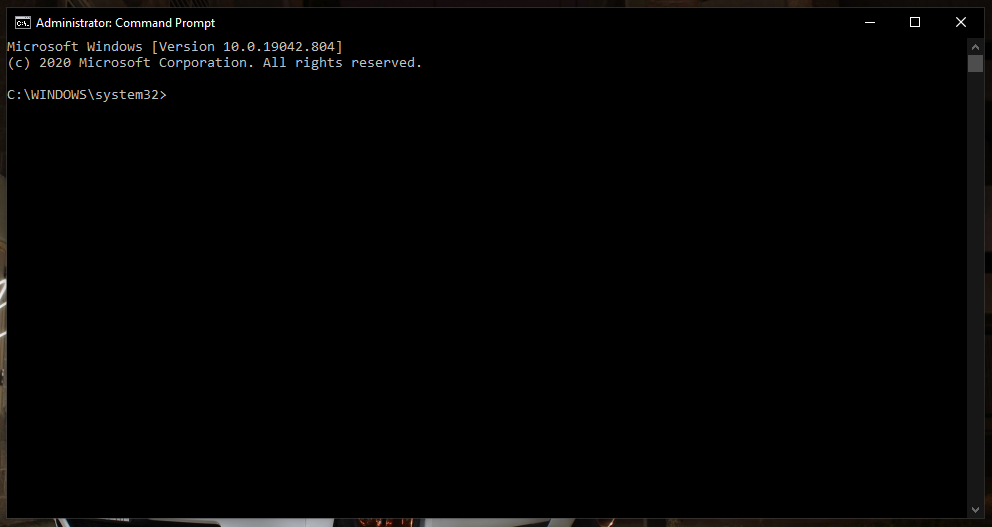 Administrator: Command Prompt
Microsoft Windows [Version 10.0.19042.804]
(c) 2020 Microsoft Corporation. All rights reserved.
C:\WINDOWS\system32>